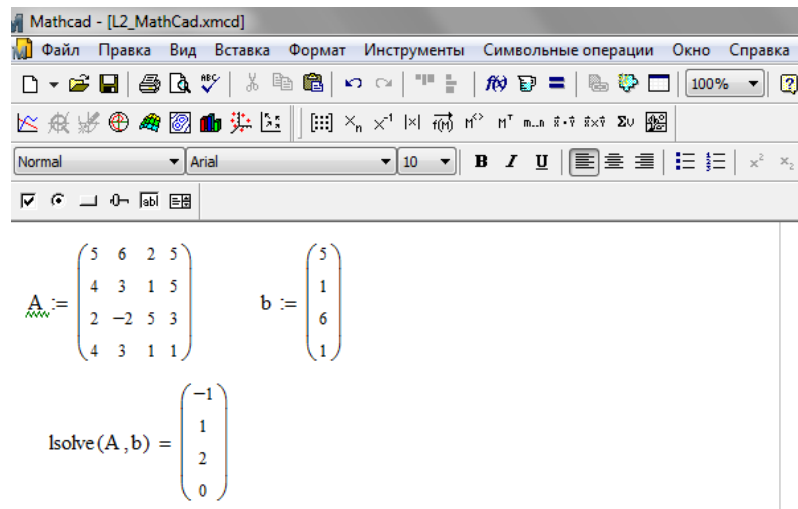 Mathcad - [L2_MathCad.xmcd]
Файл Правка Вид Вставка Формат Инструменты Символьные операции Окно Справка
100%
Normal Arial 10 B I U
A := ( 5 6 2 5
4 3 1 5
2 −2 5 3
4 3 1 1 )
b := ( 5
1
6
1 )
lsolve(A,b) = ( −1
1
2
0 )